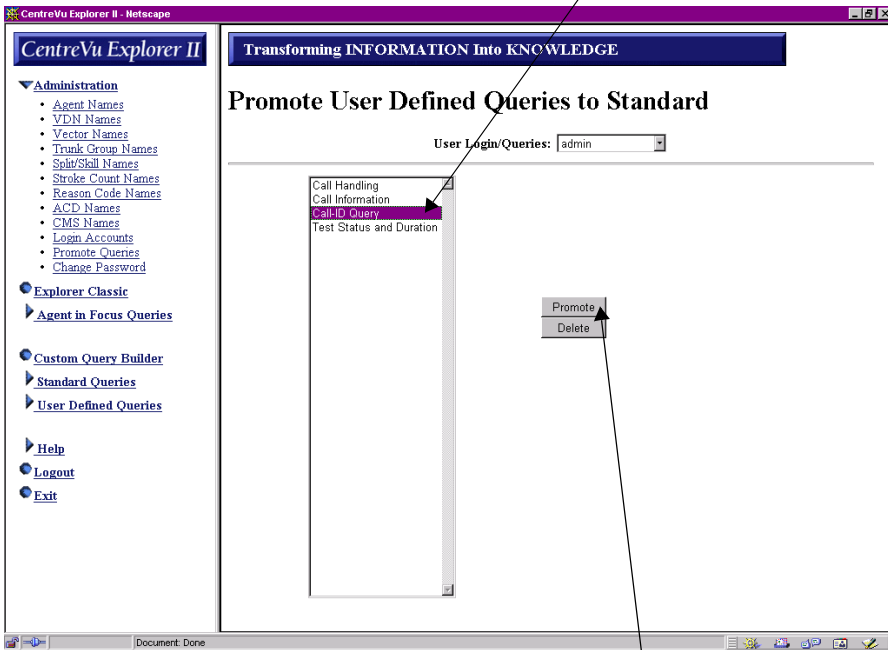 CentreVu Explorer II - Netscape
CentreVu Explorer II
Transforming INFORMATION Into KNOWLEDGE
Administration
Agent Names
VDN Names
Vector Names
Trunk Group Names
Split/Skill Names
Stroke Count Names
Reason Code Names
ACD Names
CMS Names
Login Accounts
Promote Queries
Change Password
Explorer Classic
Agent in Focus Queries
Custom Query Builder
Standard Queries
User Defined Queries
Help
Logout
Exit
Promote User Defined Queries to Standard
User Login/Queries: admin
Call Handling
Call Information
Call-ID Query
Test Status and Duration
Promote
Delete
Document: Done